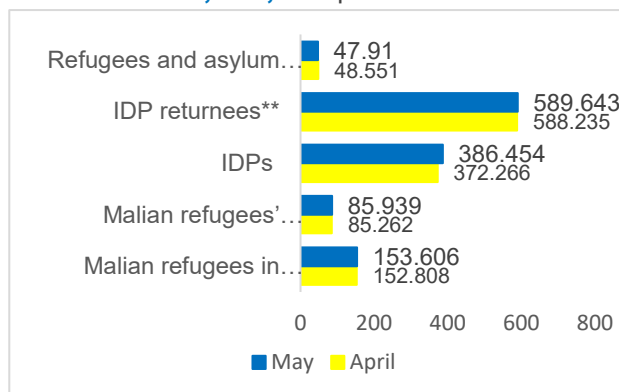 Refugees and asylum…
47.91
48.551
IDP returnees**
589.643
588.235
IDPs
386.454
372.266
Malian refugees’…
85.939
85.262
Malian refugees in…
153.606
152.808
0 200 400 600 800
May April